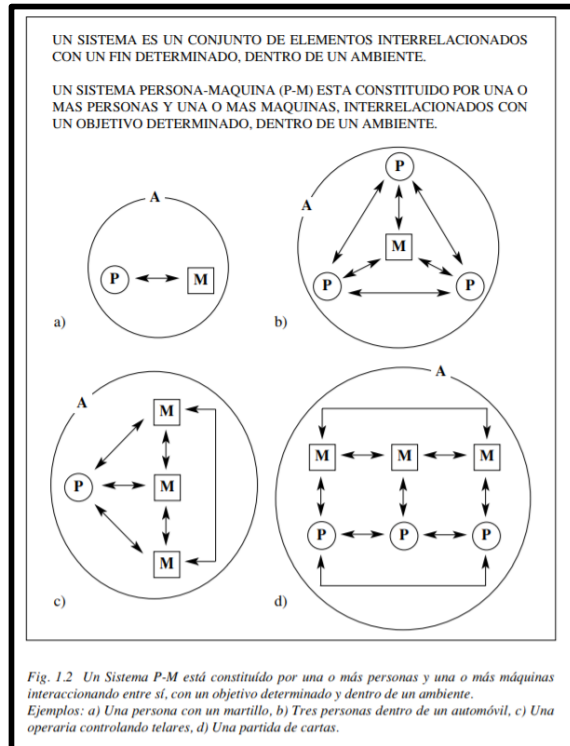 UN SISTEMA ES UN CONJUNTO DE ELEMENTOS INTERRELACIONADOS
CON UN FIN DETERMINADO, DENTRO DE UN AMBIENTE.
UN SISTEMA PERSONA-MAQUINA (P-M) ESTA CONSTITUIDO POR UNA O
MAS PERSONAS Y UNA O MAS MAQUINAS, INTERRELACIONADOS CON
UN OBJETIVO DETERMINADO, DENTRO DE UN AMBIENTE.
A
P M
a)
P
A
M
P P
b)
A
M
P M
M
c)
A
M M M
P P P
d)
Fig. 1.2 Un Sistema P-M está constituído por una o más personas y una o más máquinas
interaccionando entre sí, con un objetivo determinado y dentro de un ambiente.
Ejemplos: a) Una persona con un martillo, b) Tres personas dentro de un automóvil, c) Una
operaria controlando telares, d) Una partida de cartas.